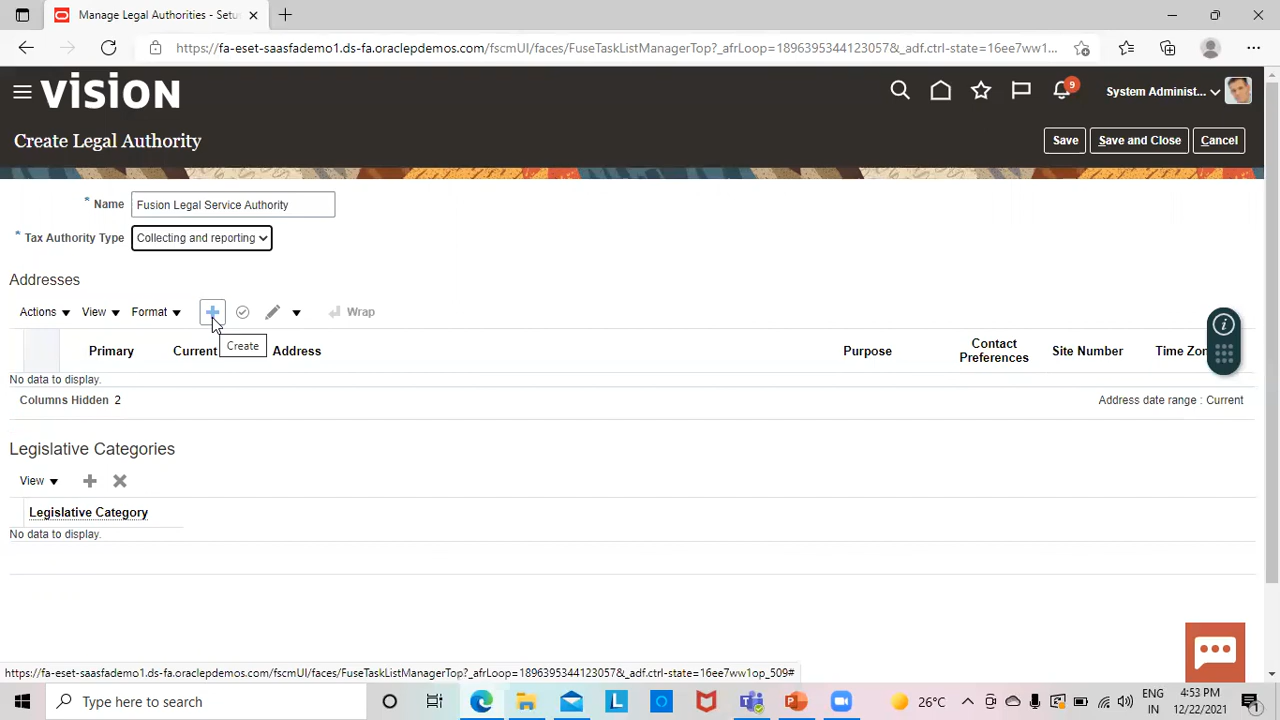 Manage Legal Authorities - Setu
https://fa-eset-saasfademo1.ds-fa.oraclepdemos.com/fscmUI/faces/FuseTaskListManagerTop?_afrLoop=18963953441230578&_adf.ctrl-state=16ee7ww1...
VISION
9
System Administ...
Create Legal Authority
Save
Save and Close
Cancel
* Name
Fusion Legal Service Authority
* Tax Authority Type
Collecting and reporting
Addresses
Actions
View
Format
Wrap
Create
Primary
Current
Address
Purpose
Contact
Preferences
Site Number
Time Zo
No data to display.
Columns Hidden 2
Address date range : Current
Legislative Categories
View
Legislative Category
No data to display.
https://fa-eset-saasfademo1.ds-fa.oraclepdemos.com/fscmUI/faces/FuseTaskListManagerTop?_afrLoop=18963953441230578&_adf.ctrl-state=16ee7ww1op_509#
Type here to search
26°C
ENG
IN
4:53 PM
12/22/2021
1